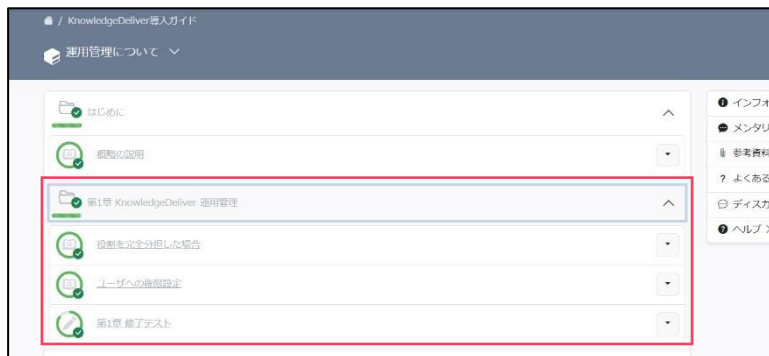 / KnowledgeDeliver導入ガイド
運用管理について
はじめに
概略の説明
第1章 KnowledgeDeliver 運用管理
役割を完全分担した場合
ユーザへの権限設定
第1章 修了テスト
インフォ
メンタリ
参考資料
? よくある
ディスカ
ヘルプ